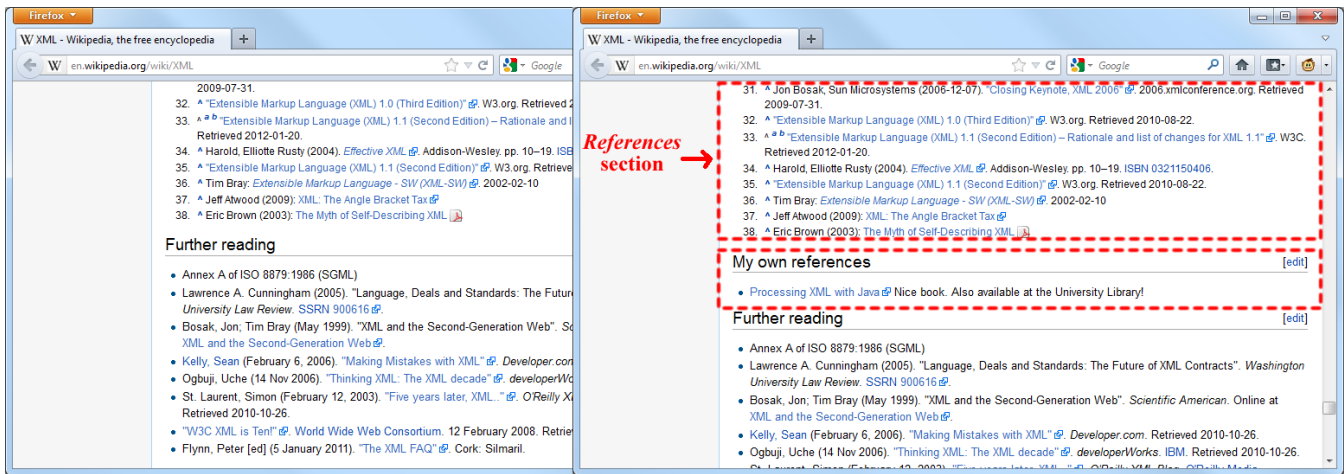 Firefox
XML - Wikipedia, the free encyclopedia
W en.wikipedia.org/wiki/XML Google
2009-07-31.
32. ^ "Extensible Markup Language (XML) 1.0 (Third Edition)". W3.org. Retrieved 2
33. ^ a b "Extensible Markup Language (XML) 1.1 (Second Edition) – Rationale and l
Retrieved 2012-01-20.
34. ^ Harold, Elliotte Rusty (2004). Effective XML. Addison-Wesley. pp. 10–19. ISB
35. ^ "Extensible Markup Language (XML) 1.1 (Second Edition)". W3.org. Retrieve
36. ^ Tim Bray: Extensible Markup Language - SW (XML-SW). 2002-02-10
37. ^ Jeff Atwood (2009): XML: The Angle Bracket Tax
38. ^ Eric Brown (2003): The Myth of Self-Describing XML
Further reading
• Annex A of ISO 8879:1986 (SGML)
• Lawrence A. Cunningham (2005). "Language, Deals and Standards: The Futur
University Law Review. SSRN 900616.
• Bosak, Jon; Tim Bray (May 1999). "XML and the Second-Generation Web". Sc
XML and the Second-Generation Web.
• Kelly, Sean (February 6, 2006). "Making Mistakes with XML". Developer.com
• Ogbuji, Uche (14 Nov 2006). "Thinking XML: The XML decade". developerWo
• St. Laurent, Simon (February 12, 2003). "Five years later, XML..". O'Reilly X
Retrieved 2010-10-26.
• "W3C XML is Ten!". World Wide Web Consortium. 12 February 2008. Retrie
• Flynn, Peter [ed] (5 January 2011). "The XML FAQ". Cork: Silmaril.
Firefox
W XML - Wikipedia, the free encyclopedia
W en.wikipedia.org/wiki/XML Google
References
section
31. ^ Jon Bosak, Sun Microsystems (2006-12-07). "Closing Keynote, XML 2006". 2006.xmlconference.org. Retrieved
2009-07-31.
32. ^ "Extensible Markup Language (XML) 1.0 (Third Edition)". W3.org. Retrieved 2010-08-22.
33. ^ a b "Extensible Markup Language (XML) 1.1 (Second Edition) – Rationale and list of changes for XML 1.1". W3C.
Retrieved 2012-01-20.
34. ^ Harold, Elliotte Rusty (2004). Effective XML. Addison-Wesley. pp. 10–19. ISBN 0321150406.
35. ^ "Extensible Markup Language (XML) 1.1 (Second Edition)". W3.org. Retrieved 2010-08-22.
36. ^ Tim Bray: Extensible Markup Language - SW (XML-SW). 2002-02-10
37. ^ Jeff Atwood (2009): XML: The Angle Bracket Tax
38. ^ Eric Brown (2003): The Myth of Self-Describing XML
My own references [edit]
• Processing XML with Java Nice book. Also available at the University Library!
Further reading [edit]
• Annex A of ISO 8879:1986 (SGML)
• Lawrence A. Cunningham (2005). "Language, Deals and Standards: The Future of XML Contracts". Washington
University Law Review. SSRN 900616.
• Bosak, Jon; Tim Bray (May 1999). "XML and the Second-Generation Web". Scientific American. Online at
XML and the Second-Generation Web.
• Kelly, Sean (February 6, 2006). "Making Mistakes with XML". Developer.com. Retrieved 2010-10-26.
• Ogbuji, Uche (14 Nov 2006). "Thinking XML: The XML decade". developerWorks. IBM. Retrieved 2010-10-26.